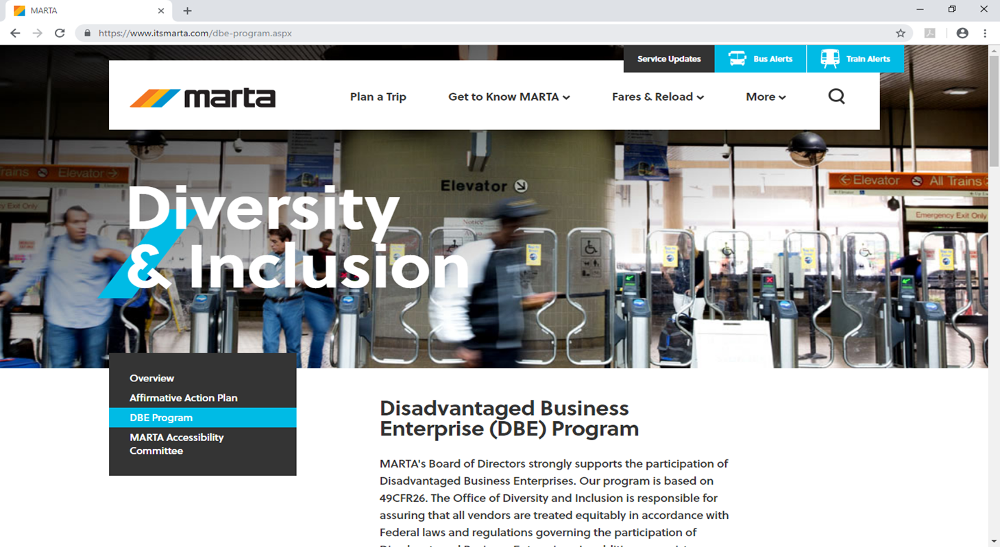 MARTA
https://www.itsmarta.com/dbe-program.aspx
Service Updates
Bus Alerts
Train Alerts
marta
Plan a Trip
Get to Know MARTA
Fares & Reload
More
Trains
Elevator
Elevator
Elevator
All Trains
Emergency Exit Only
Exit Only
Notice
Diversity
& Inclusion
Overview
Affirmative Action Plan
DBE Program
MARTA Accessibility
Committee
Disadvantaged Business
Enterprise (DBE) Program
MARTA's Board of Directors strongly supports the participation of
Disadvantaged Business Enterprises. Our program is based on
49CFR26. The Office of Diversity and Inclusion is responsible for
assuring that all vendors are treated equitably in accordance with
Federal laws and regulations governing the participation of